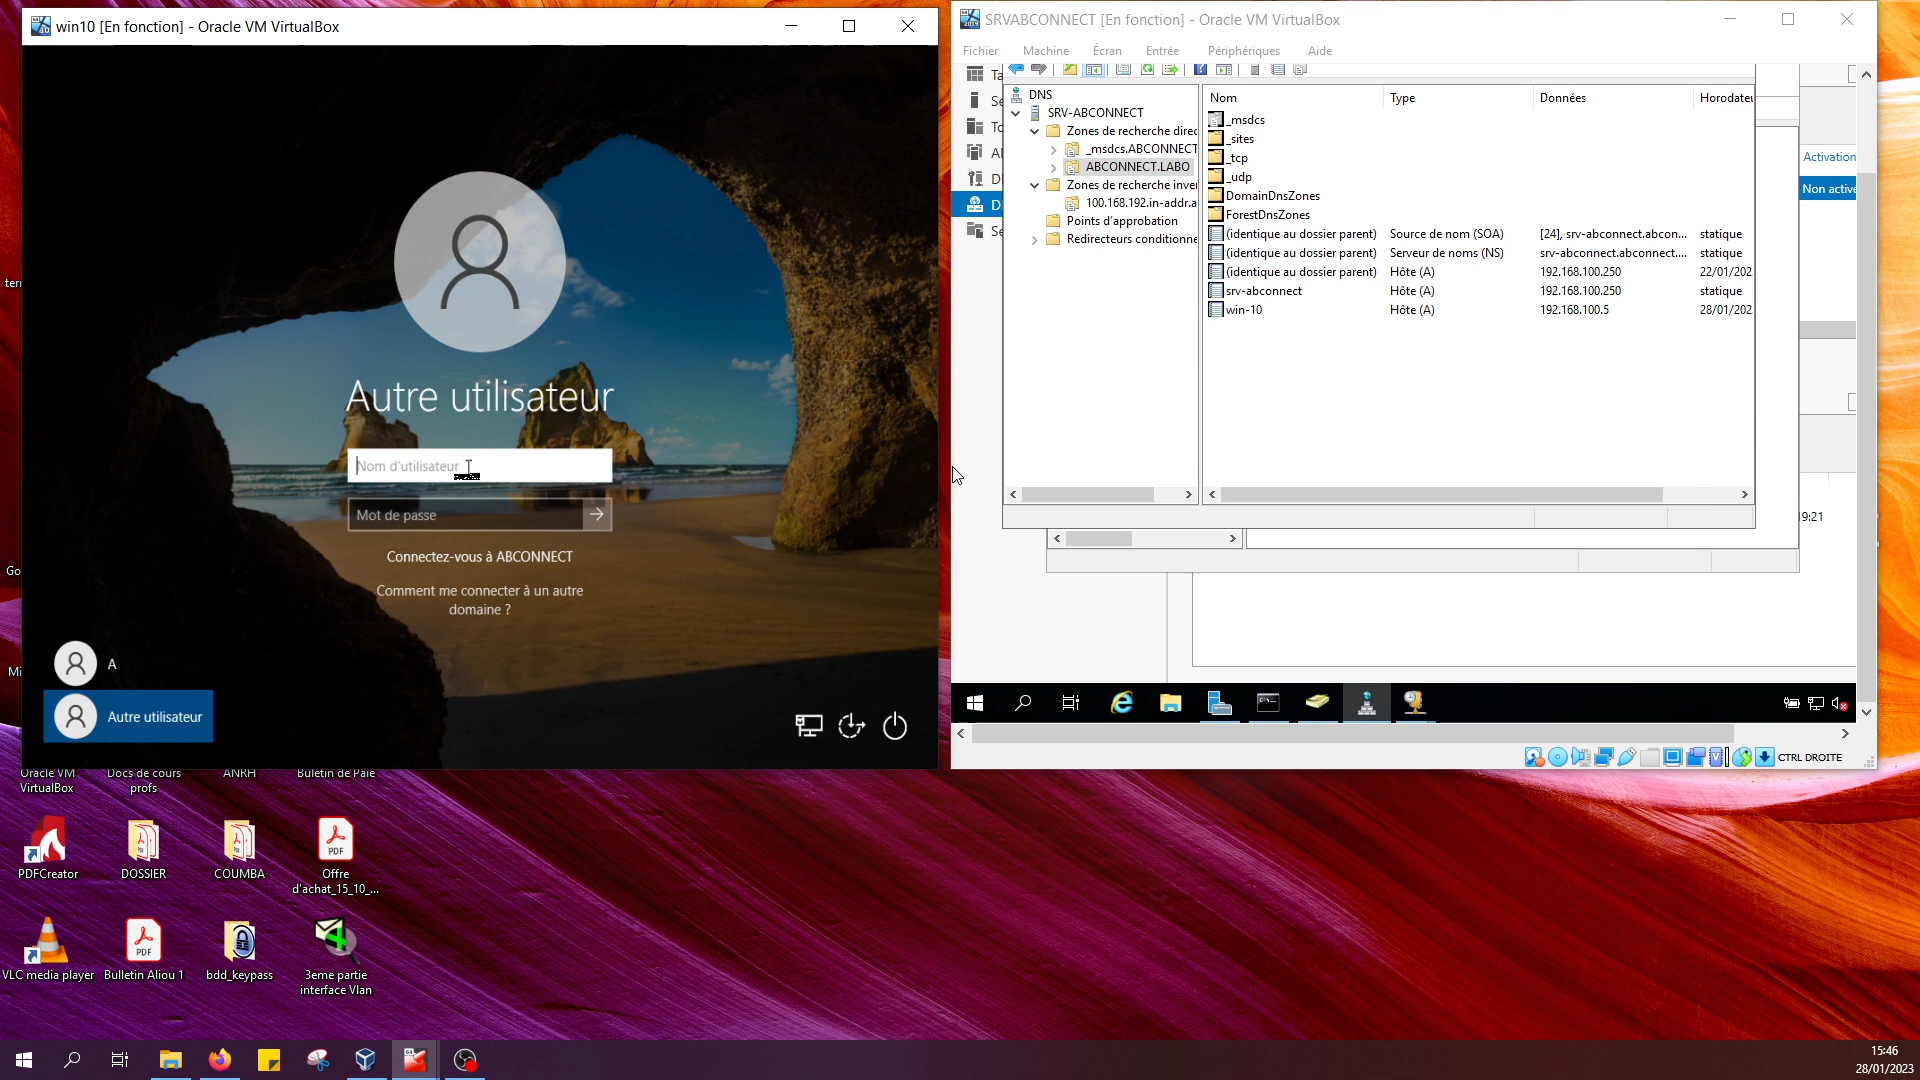 win10 [En fonction] - Oracle VM VirtualBox
Autre utilisateur
Nom d'utilisateur
Mot de passe
Connectez-vous à ABCONNECT
Comment me connecter à un autre
domaine ?
A
Autre utilisateur
SRVABCONNECT [En fonction] - Oracle VM VirtualBox
Fichier Machine Écran Entrée Périphériques Aide
DNS
SRV-ABCONNECT
Zones de recherche direc
_msdcs.ABCONNECT
ABCONNECT.LABO
Zones de recherche inve
100.168.192.in-addr.a
Points d'approbation
Redirecteurs conditionne
Nom Type Données Horodateu
_msdcs
_sites
_tcp
_udp
DomainDnsZones
ForestDnsZones
(identique au dossier parent) Source de nom (SOA) [24], srv-abconnect.abcon... statique
(identique au dossier parent) Serveur de noms (NS) srv-abconnect.abconnect.... statique
(identique au dossier parent) Hôte (A) 192.168.100.250 22/01/202
srv-abconnect Hôte (A) 192.168.100.250 statique
win-10 Hôte (A) 192.168.100.5 28/01/202
Activation
Non activé
9:21
CTRL DROITE
Oracle VM
VirtualBox
Docs de cours
profs
ANRH
Buletin de Paie
PDFCreator
DOSSIER
COUMBA
PDF
Offre
d'achat_15_10_...
VLC media player
PDF
Bulletin Aliou 1
bdd_keypass
3eme partie
interface Vlan
15:46
28/01/2023